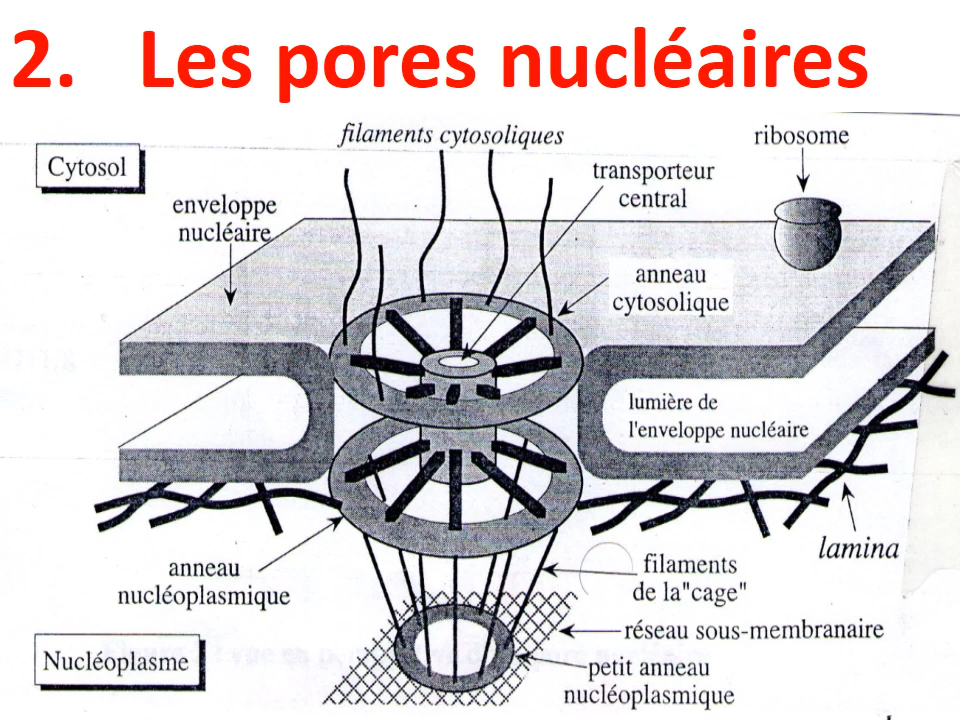 2. Les pores nucléaires
filaments cytosoliques
ribosome
Cytosol
transporteur
central
enveloppe
nucléaire
anneau
cytosolique
lumière de
l'enveloppe nucléaire
lamina
anneau
nucléoplasmique
filaments
de la"cage"
réseau sous-membranaire
Nucléoplasme
petit anneau
nucléoplasmique